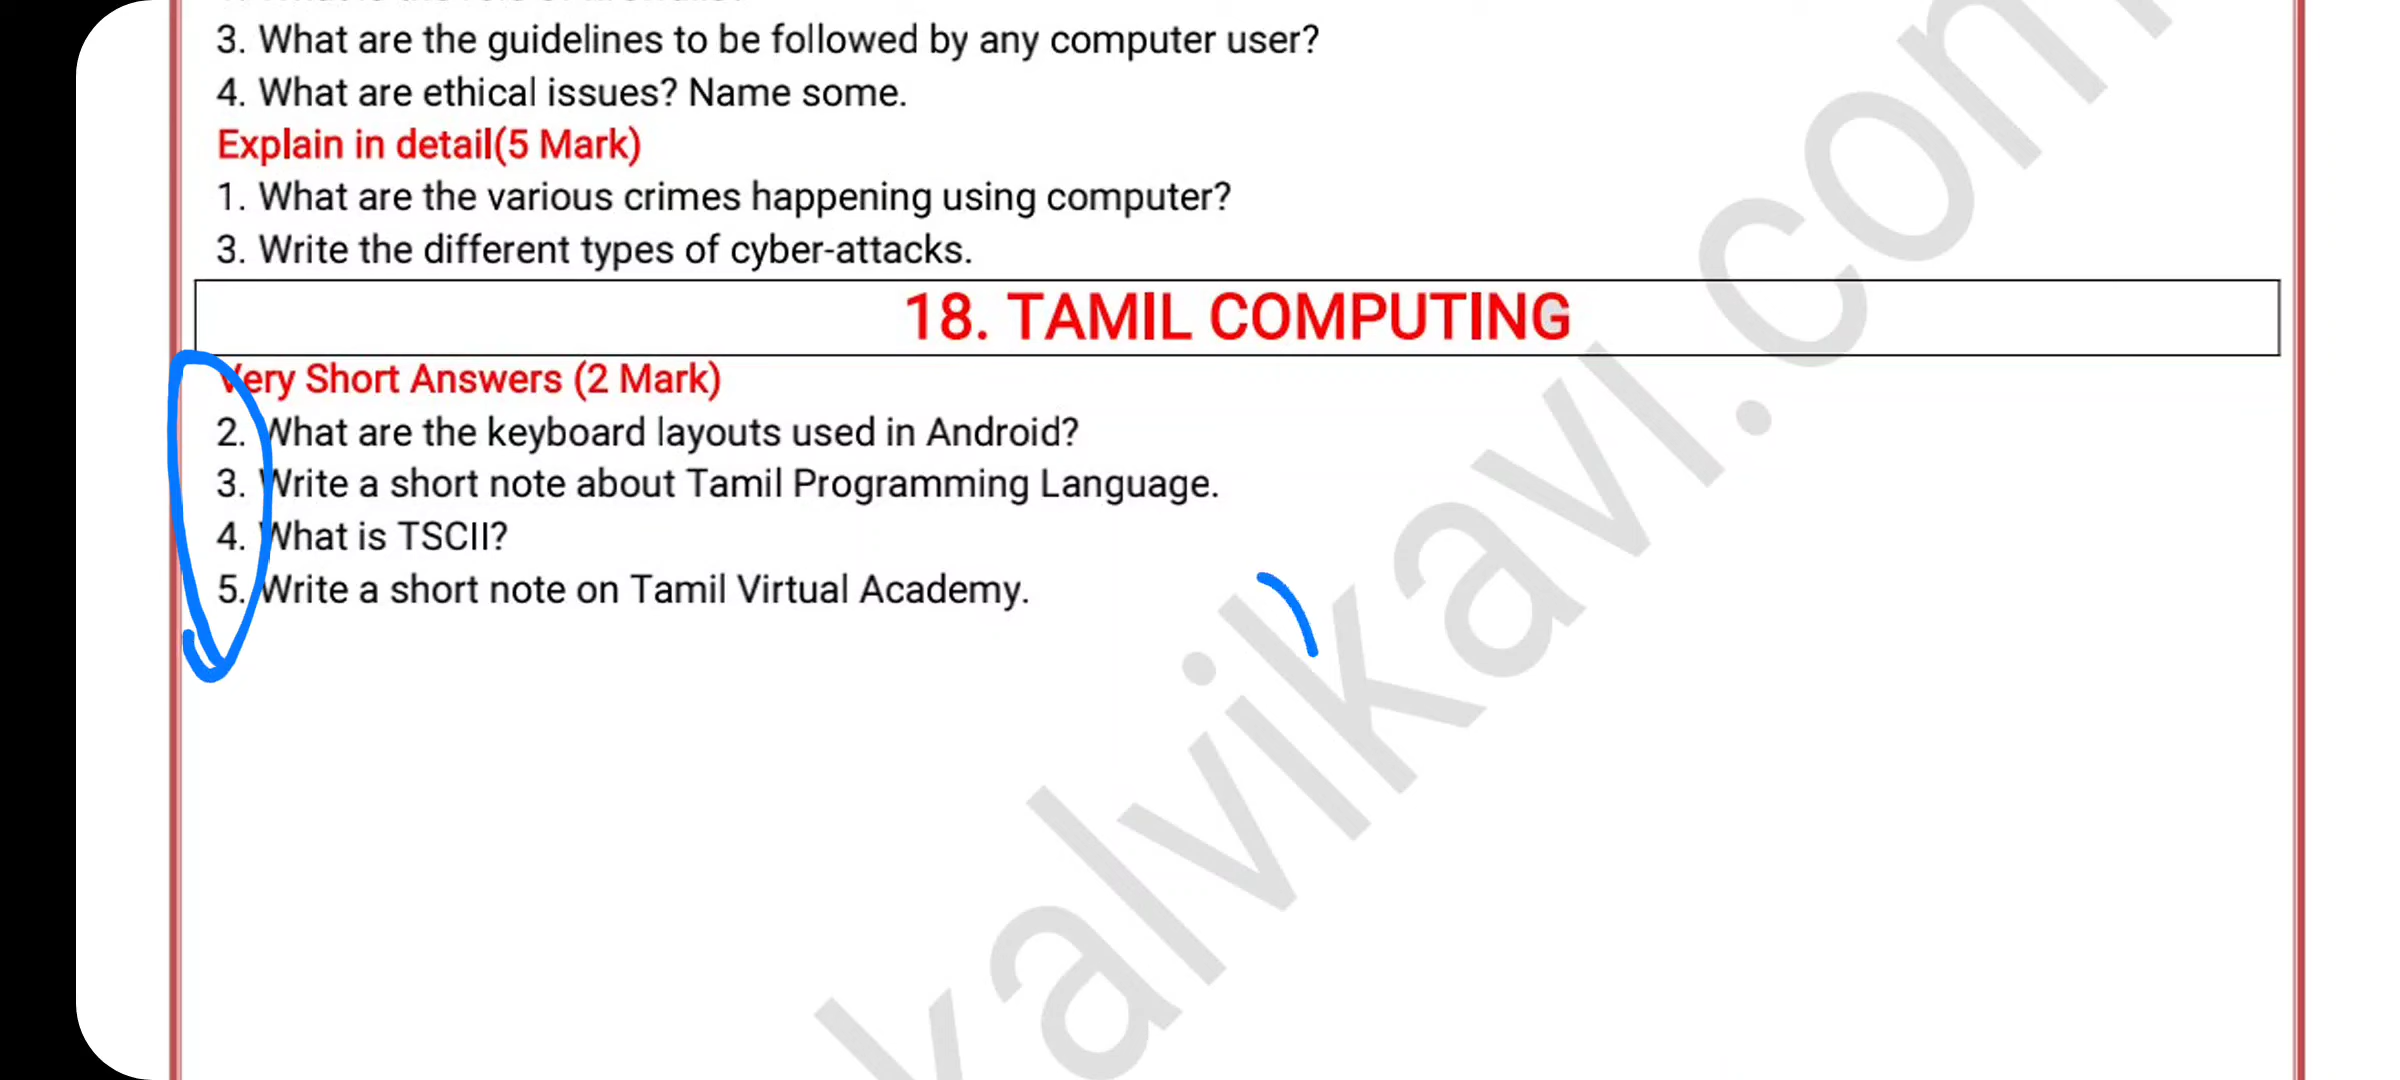 3. What are the guidelines to be followed by any computer user?
4. What are ethical issues? Name some.
Explain in detail(5 Mark)
1. What are the various crimes happening using computer?
3. Write the different types of cyber-attacks.
18. TAMIL COMPUTING
Very Short Answers (2 Mark)
2. What are the keyboard layouts used in Android?
3. Write a short note about Tamil Programming Language.
4. What is TSCII?
5. Write a short note on Tamil Virtual Academy.
kalvikavi.com